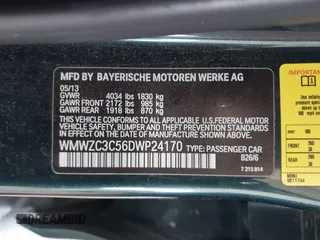 MFD BY BAYERISCHE MOTOREN WERKE AG
05/13
GVWR 4034 lbs 1830 kg
GAWR FRONT 2172 lbs 985 kg
GAWR REAR 1918 lbs 870 kg
THIS VEHICLE CONFORMS TO ALL APPLICABLE
U.S. FEDERAL MOTOR VEHICLE SAFETY,
BUMPER, AND THEFT PREVENTION STANDARDS
IN EFFECT ON THE DATE OF
MANUFACTURE SHOWN ABOVE.
WMWZC3C56DWP24170
TYPE: PASSENGER CAR
B26/6
7 315 814
100
FRONT
REAR
DREAMBID